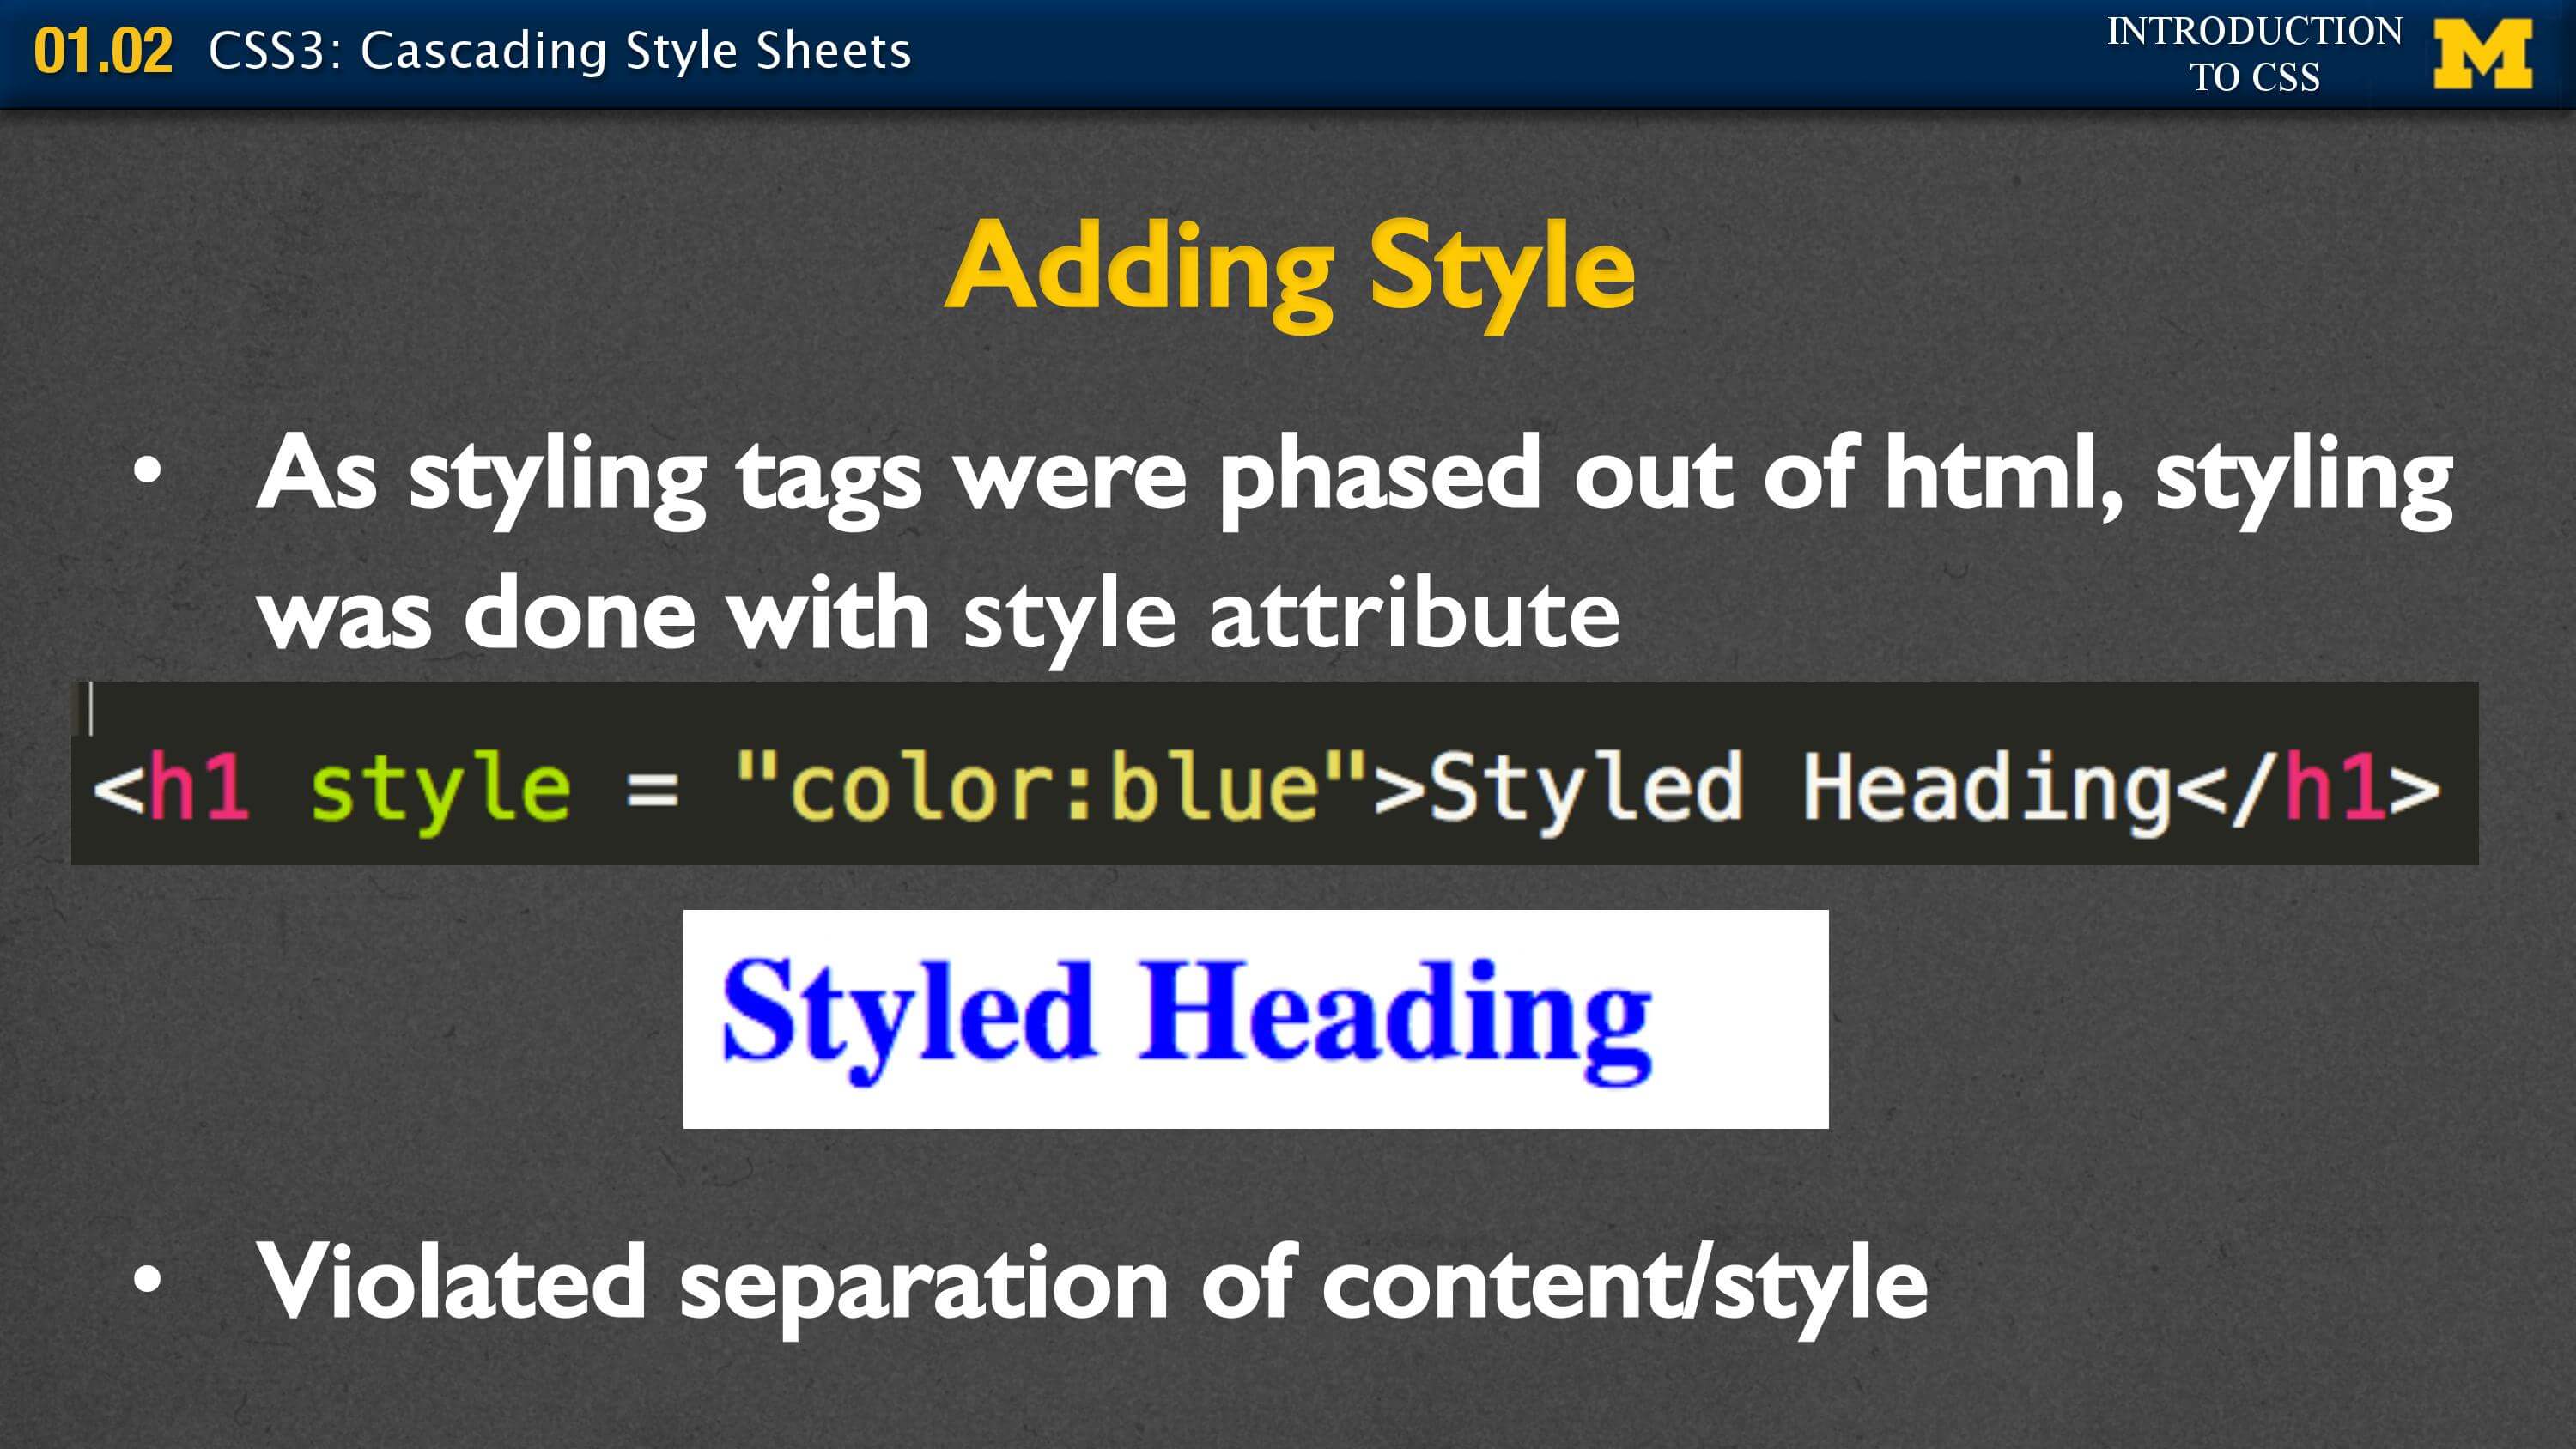 01.02 CSS3: Cascading Style Sheets
INTRODUCTION
TO CSS
M
Adding Style
• As styling tags were phased out of html, styling
was done with style attribute
<h1 style = "color:blue">Styled Heading</h1>
Styled Heading
• Violated separation of content/style